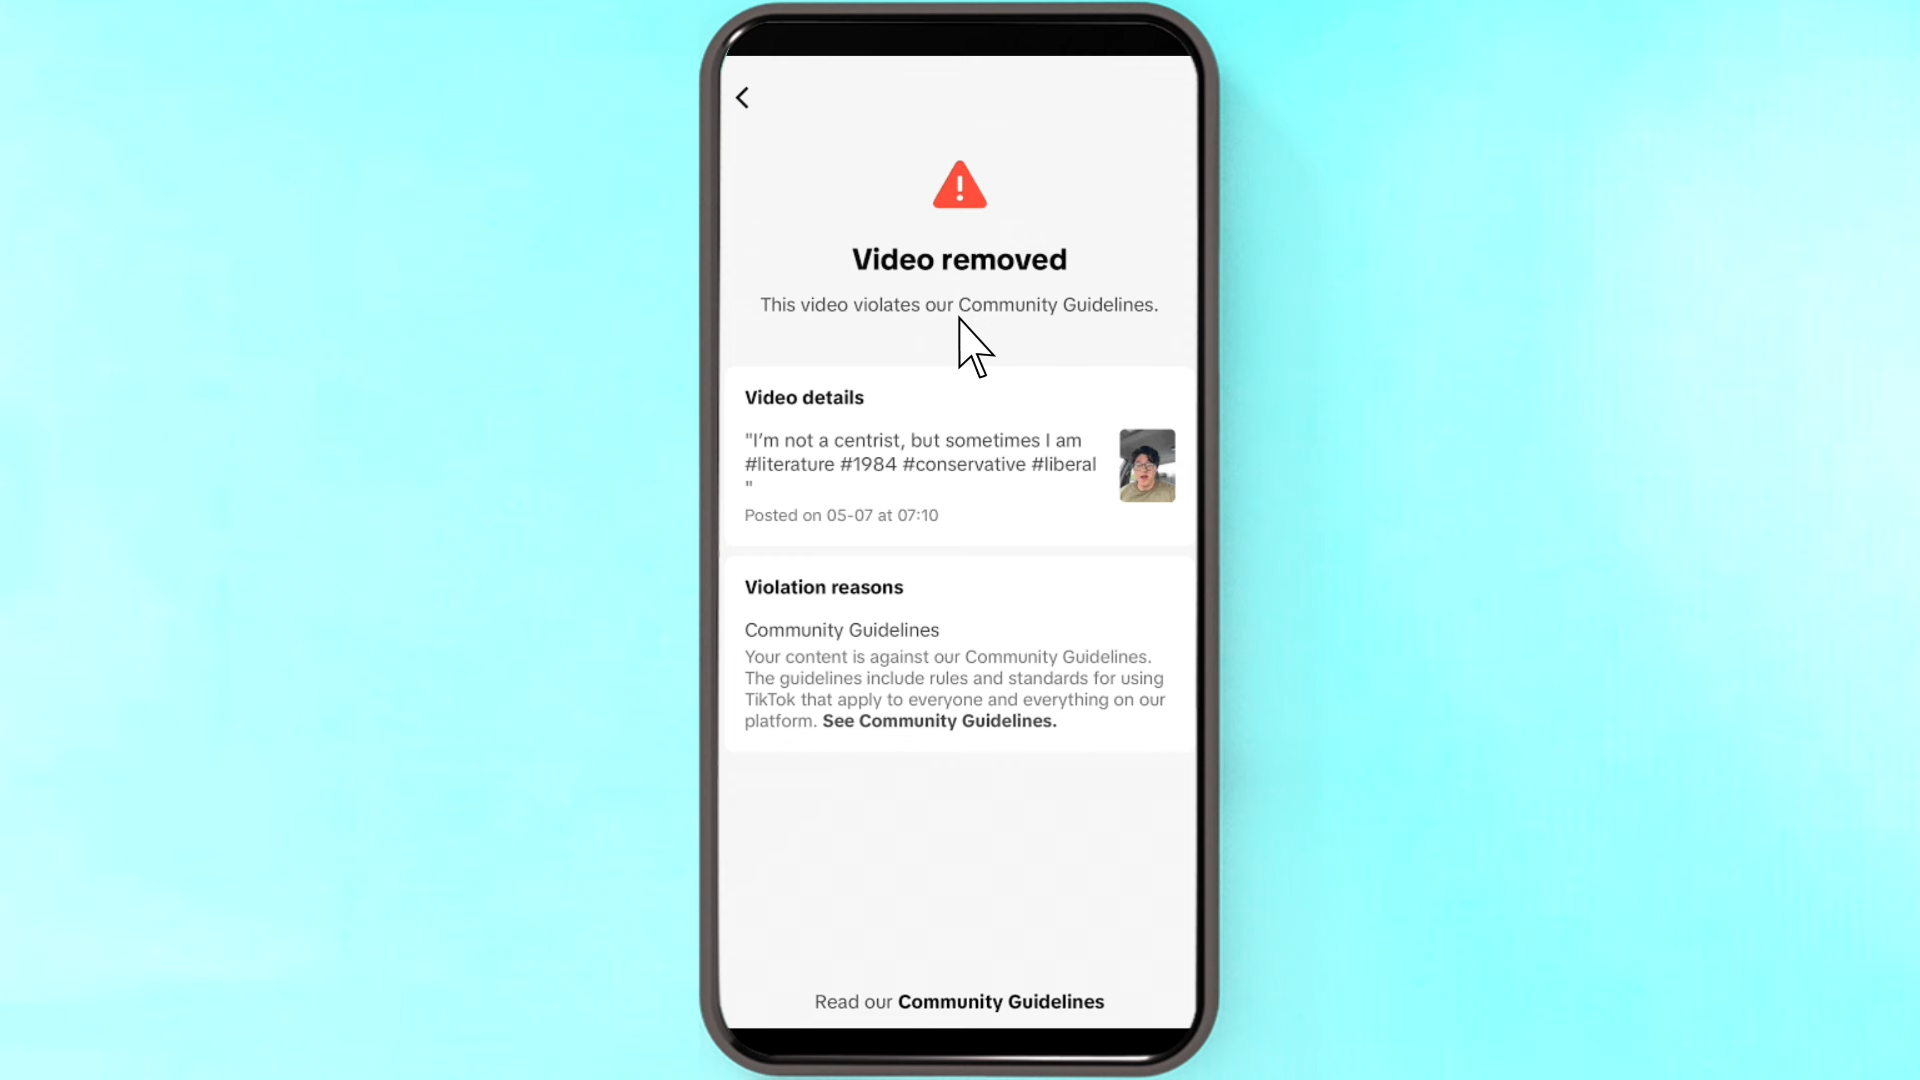 Video removed
This video violates our Community Guidelines.
Video details
"I’m not a centrist, but sometimes I am
#literature #1984 #conservative #liberal
"
Posted on 05-07 at 07:10
Violation reasons
Community Guidelines
Your content is against our Community Guidelines.
The guidelines include rules and standards for using
TikTok that apply to everyone and everything on our
platform. See Community Guidelines.
Read our Community Guidelines